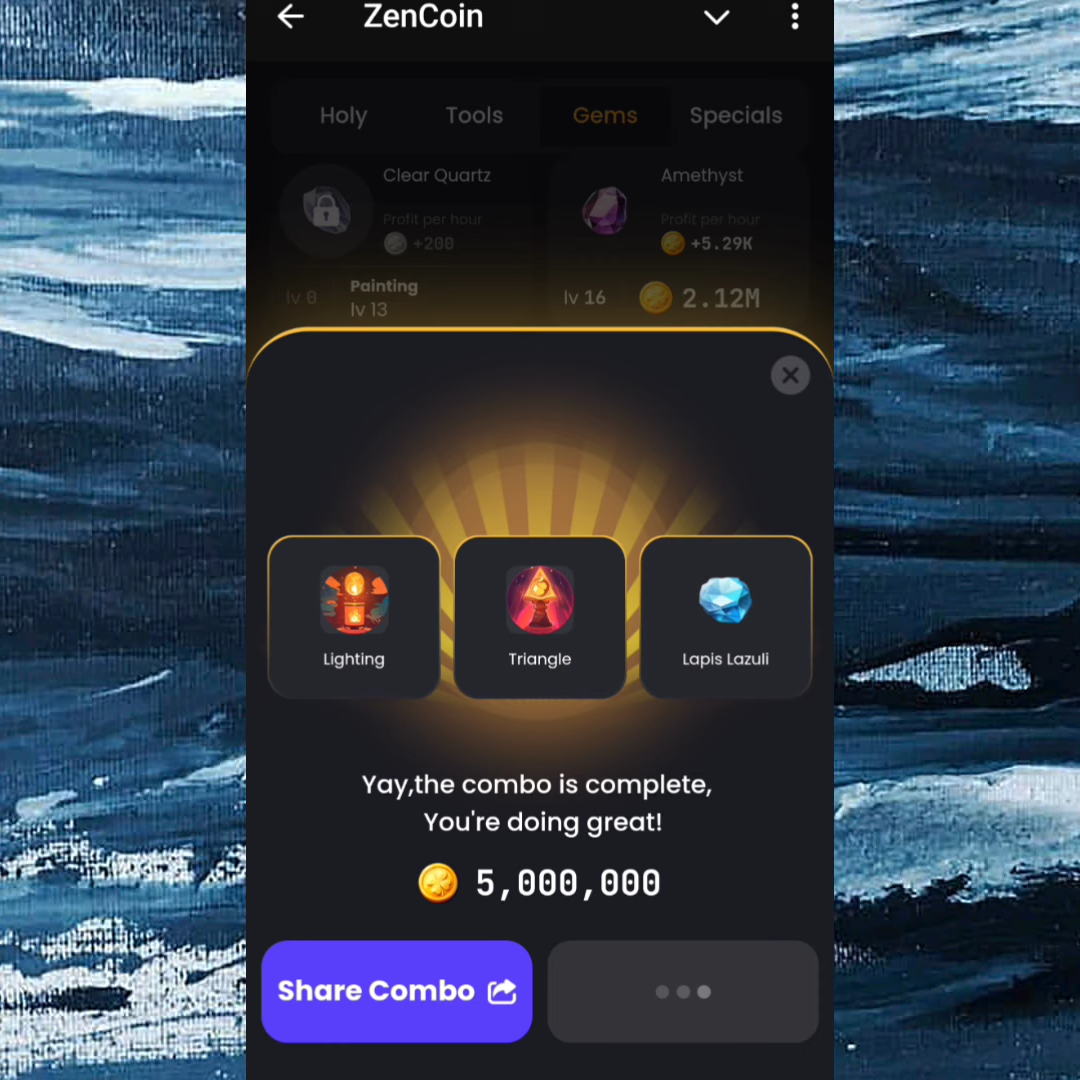 ZenCoin
Holy Tools Gems Specials
Clear Quartz
Profit per hour
+200
lv 0
Painting
lv 13
Amethyst
Profit per hour
+5.29K
lv 16
2.12M
Lighting
Triangle
Lapis Lazuli
Yay,the combo is complete,
You're doing great!
5,000,000
Share Combo